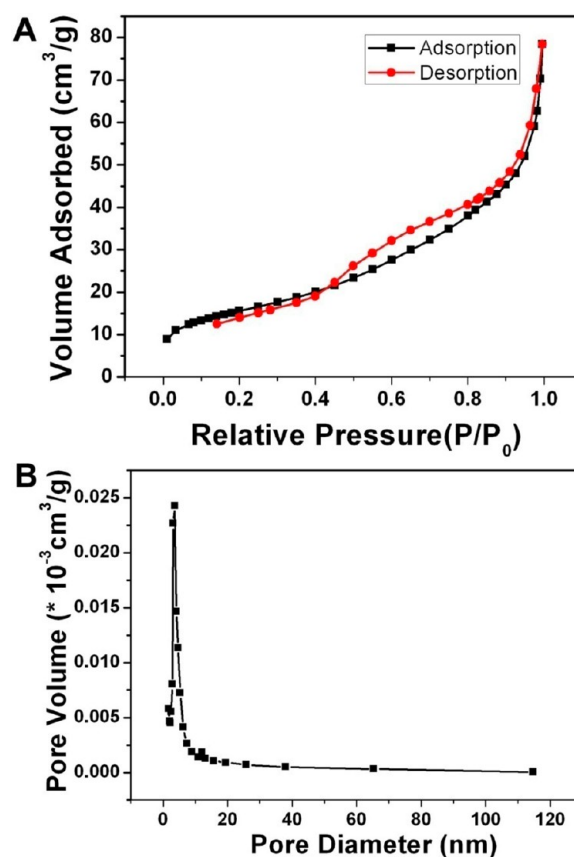 A
Volume Adsorbed (cm³/g)
80
70
60
50
40
30
20
10
0
Adsorption
Desorption
0.0 0.2 0.4 0.6 0.8 1.0
Relative Pressure(P/P₀)
B
Pore Volume (* 10⁻³cm³/g)
0.025
0.020
0.015
0.010
0.005
0.000
0 20 40 60 80 100 120
Pore Diameter (nm)